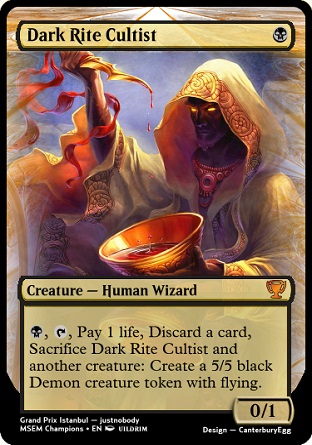 Dark Rite Cultist
Creature — Human Wizard
, , Pay 1 life, Discard a card,
Sacrifice Dark Rite Cultist and
another creature: Create a 5/5 black
Demon creature token with flying.
0/1
Grand Prix Istanbul — justnobody
MSEM Champions • EN UILDRIM
Design — CanterburyEgg